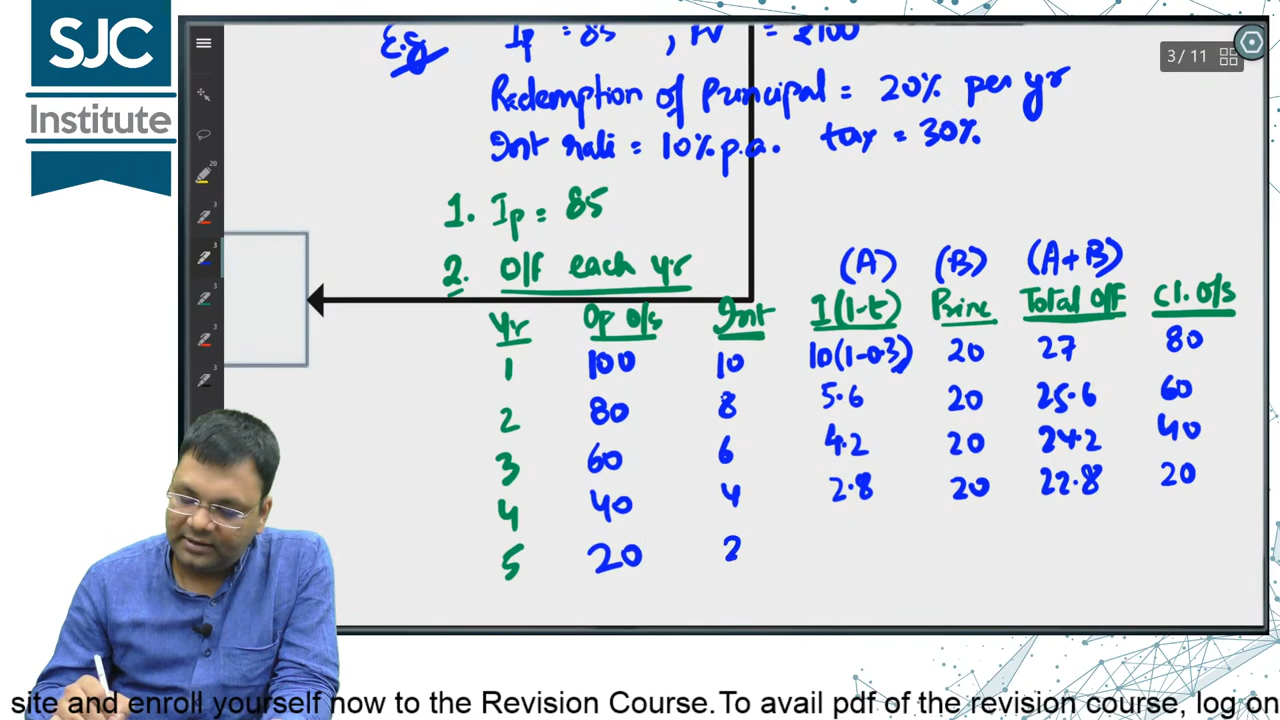 SJC
Institute
3/11
E.g Ip = 85 , FV = ₹100
Redemption of Principal = 20% per yr
Int rate = 10% p.a. tax = 30%
1. Ip = 85
2. O/f each yr
(A) (B) (A+B)
Yr Op o/s Int I(1-t) Princ Total O/F Cl. o/s
1 100 10 10(1-0.3) 20 27 80
2 80 8 5.6 20 25.6 60
3 60 6 4.2 20 24.2 40
4 40 4 2.8 20 22.8 20
5 20 2
site and enroll yourself now to the Revision Course.To avail pdf of the revision course, log on